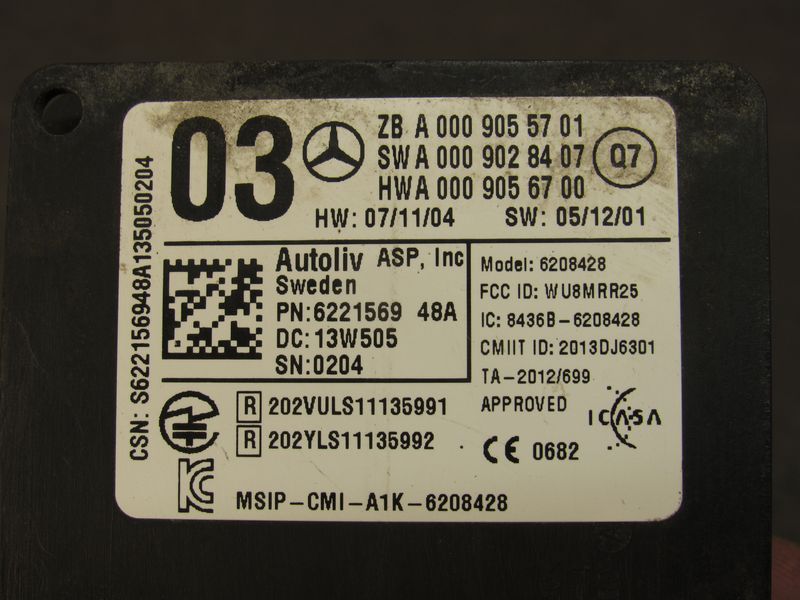 03
ZB A 000 905 57 01
SW A 000 902 84 07
HW A 000 905 67 00
Q7
HW: 07/11/04 SW: 05/12/01
CSN: S622156948A135050204
Autoliv ASP, Inc
Sweden
PN:6221569 48A
DC:13W505
SN:0204
Model: 6208428
FCC ID: WU8MRR25
IC: 8436B-6208428
CMIIT ID: 2013DJ6301
TA-2012/699
APPROVED
ICASA
R 202VULS11135991
R 202YLS11135992
CE 0682
MSIP-CMI-A1K-6208428